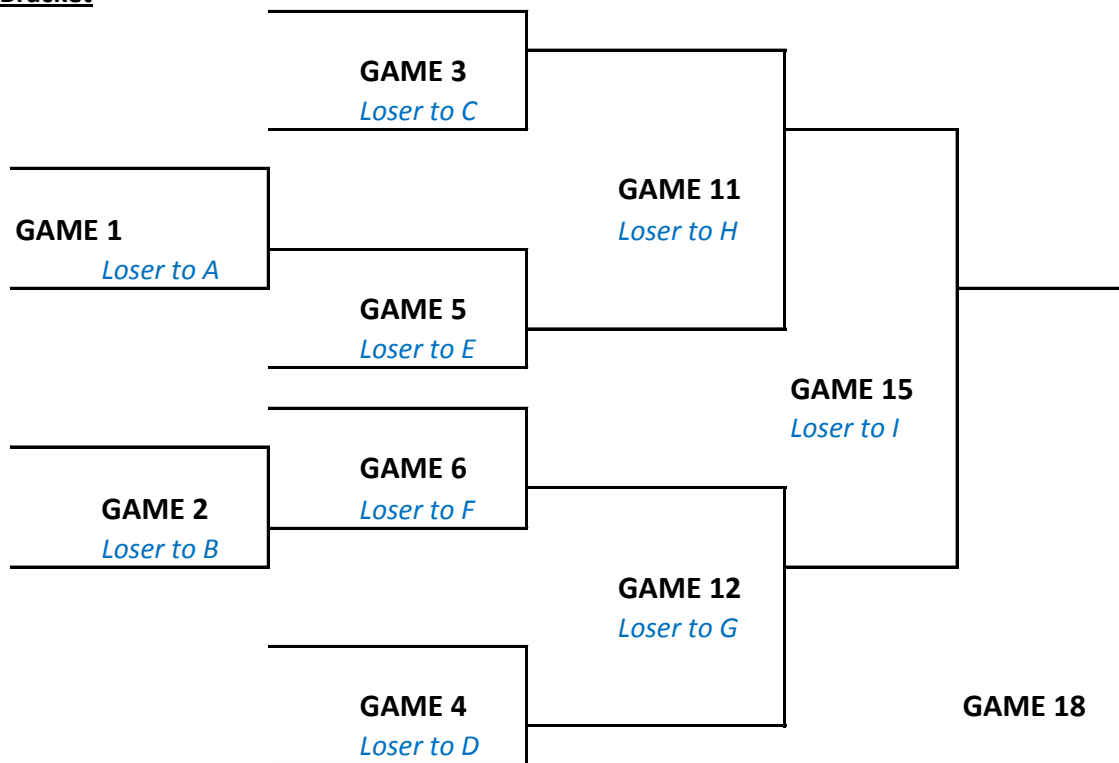 Bracket
GAME 3
Loser to C
GAME 11
Loser to H
GAME 1
Loser to A
GAME 5
Loser to E
GAME 15
Loser to I
GAME 6
Loser to F
GAME 2
Loser to B
GAME 12
Loser to G
GAME 4
Loser to D
GAME 18